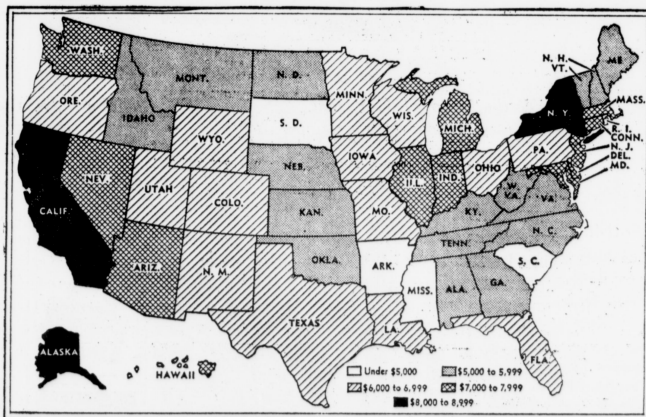 WASH.
MONT.
N. D.
MINN.
N. H.
VT.
ME
ORE.
IDAHO
WYO.
S. D.
WIS.
MICH.
N. Y.
MASS.
R. I.
CONN.
N. J.
DEL.
MD.
NEV.
UTAH
COLO.
NEB.
IOWA
ILL.
IND.
OHIO
PA.
W. VA.
VA.
CALIF.
KAN.
MO.
KY.
ARIZ.
N. M.
OKLA.
ARK.
TENN.
N. C.
S. C.
TEXAS
LA.
MISS.
ALA.
GA.
FLA.
ALASKA
HAWAII
Under $5,000
$5,000 to 5,999
$6,000 to 6,999
$7,000 to 7,999
$8,000 to 8,999